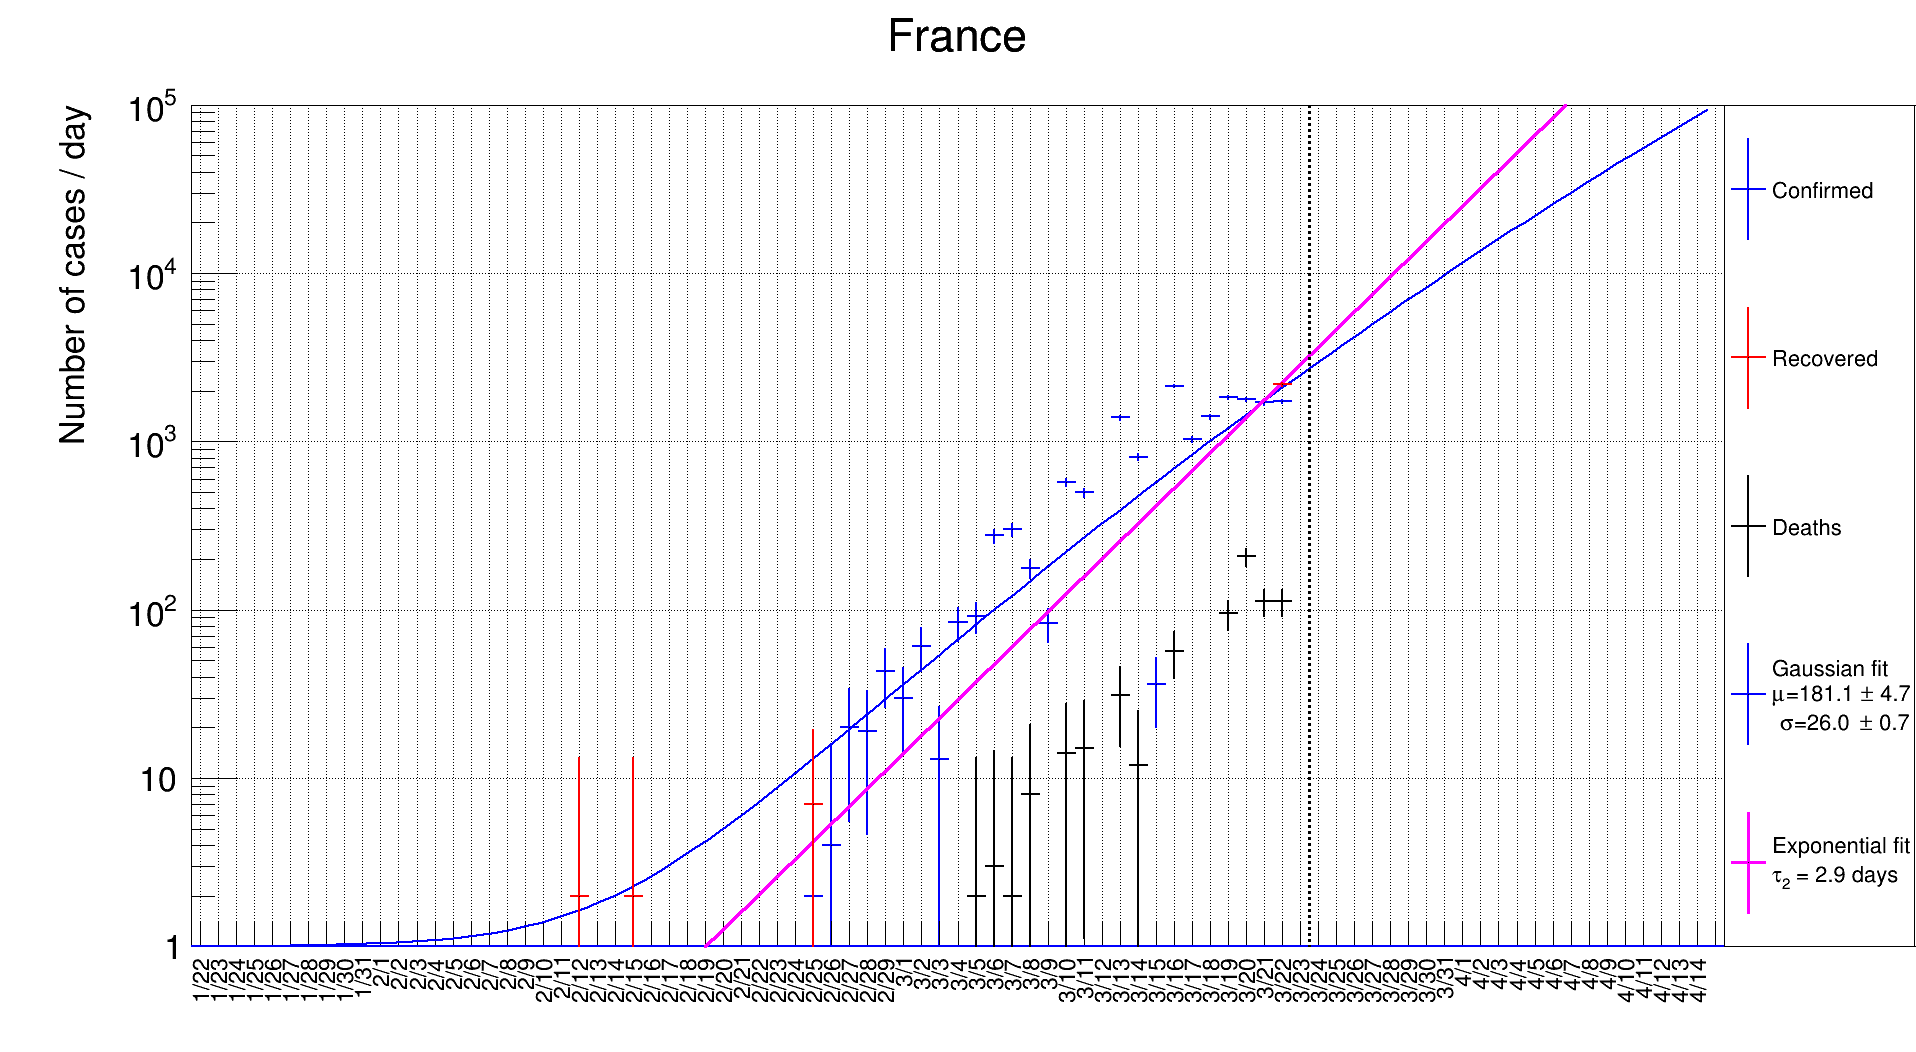 France
Number of cases / day
10^5
10^4
10^3
10^2
10
1
1/22 1/23 1/24 1/25 1/26 1/27 1/28 1/29 1/30 1/31 2/1 2/2 2/3 2/4 2/5 2/6 2/7 2/8 2/9 2/10 2/11 2/12 2/13 2/14 2/15 2/16 2/17 2/18 2/19 2/20 2/21 2/22 2/23 2/24 2/25 2/26 2/27 2/28 2/29 3/1 3/2 3/3 3/4 3/5 3/6 3/7 3/8 3/9 3/10 3/11 3/12 3/13 3/14 3/15 3/16 3/17 3/18 3/19 3/20 3/21 3/22 3/23 3/24 3/25 3/26 3/27 3/28 3/29 3/30 3/31 4/1 4/2 4/3 4/4 4/5 4/6 4/7 4/8 4/9 4/10 4/11 4/12 4/13 4/14
Confirmed
Recovered
Deaths
Gaussian fit
μ=181.1 ± 4.7
σ=26.0 ± 0.7
Exponential fit
τ₂ = 2.9 days